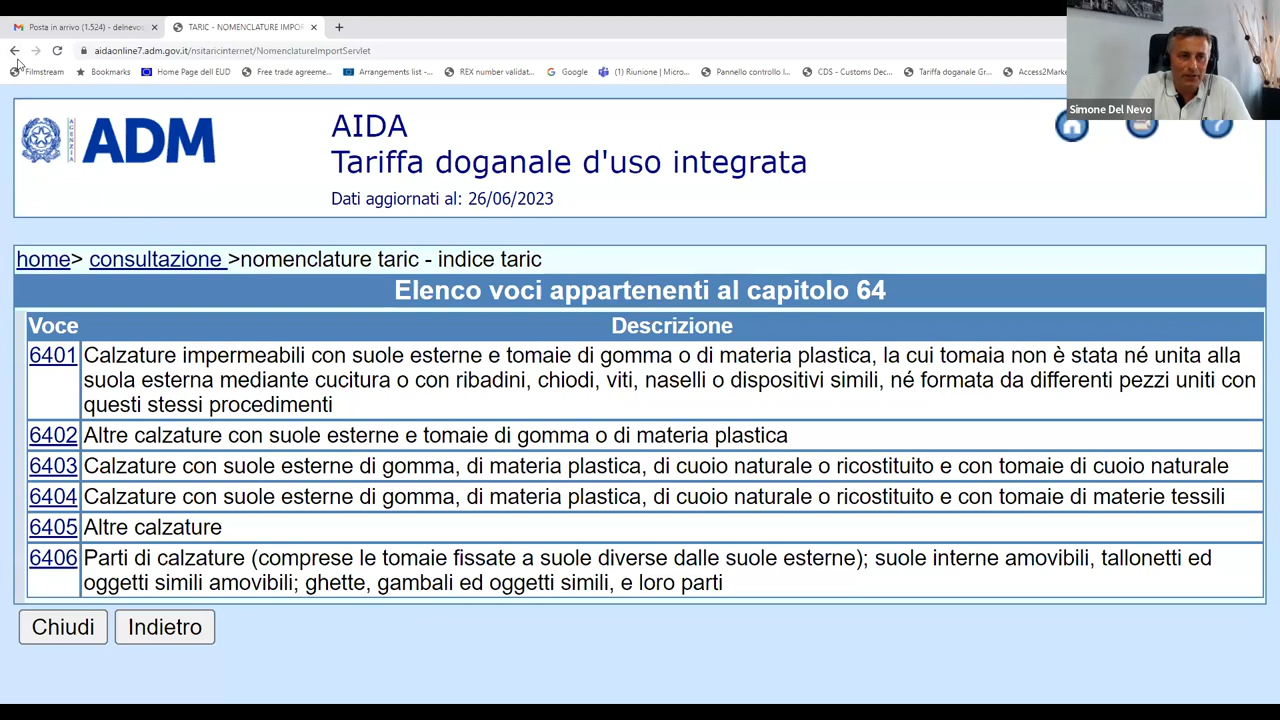 Posta in arrivo (1.524) - delnevos
TARIC - NOMENCLATURE IMPOR
aidaonline7.adm.gov.it/nsitaricinternet/NomenclatureImportServlet
Filmstream
Bookmarks
Home Page dell EUD
Free trade agreeme...
Arrangements list -...
REX number validat...
Google
(1) Riunione | Micro...
Pannello controllo I...
CDS - Customs Dec...
Tariffa doganale Gr...
Access2Mark
Simone Del Nevo
AGENZIA
ADM
AIDA
Tariffa doganale d'uso integrata
Dati aggiornati al: 26/06/2023
home> consultazione >nomenclature taric - indice taric
Elenco voci appartenenti al capitolo 64
Voce Descrizione
6401 Calzature impermeabili con suole esterne e tomaie di gomma o di materia plastica, la cui tomaia non è stata né unita alla
suola esterna mediante cucitura o con ribadini, chiodi, viti, naselli o dispositivi simili, né formata da differenti pezzi uniti con
questi stessi procedimenti
6402 Altre calzature con suole esterne e tomaie di gomma o di materia plastica
6403 Calzature con suole esterne di gomma, di materia plastica, di cuoio naturale o ricostituito e con tomaie di cuoio naturale
6404 Calzature con suole esterne di gomma, di materia plastica, di cuoio naturale o ricostituito e con tomaie di materie tessili
6405 Altre calzature
6406 Parti di calzature (comprese le tomaie fissate a suole diverse dalle suole esterne); suole interne amovibili, tallonetti ed
oggetti simili amovibili; ghette, gambali ed oggetti simili, e loro parti
Chiudi Indietro